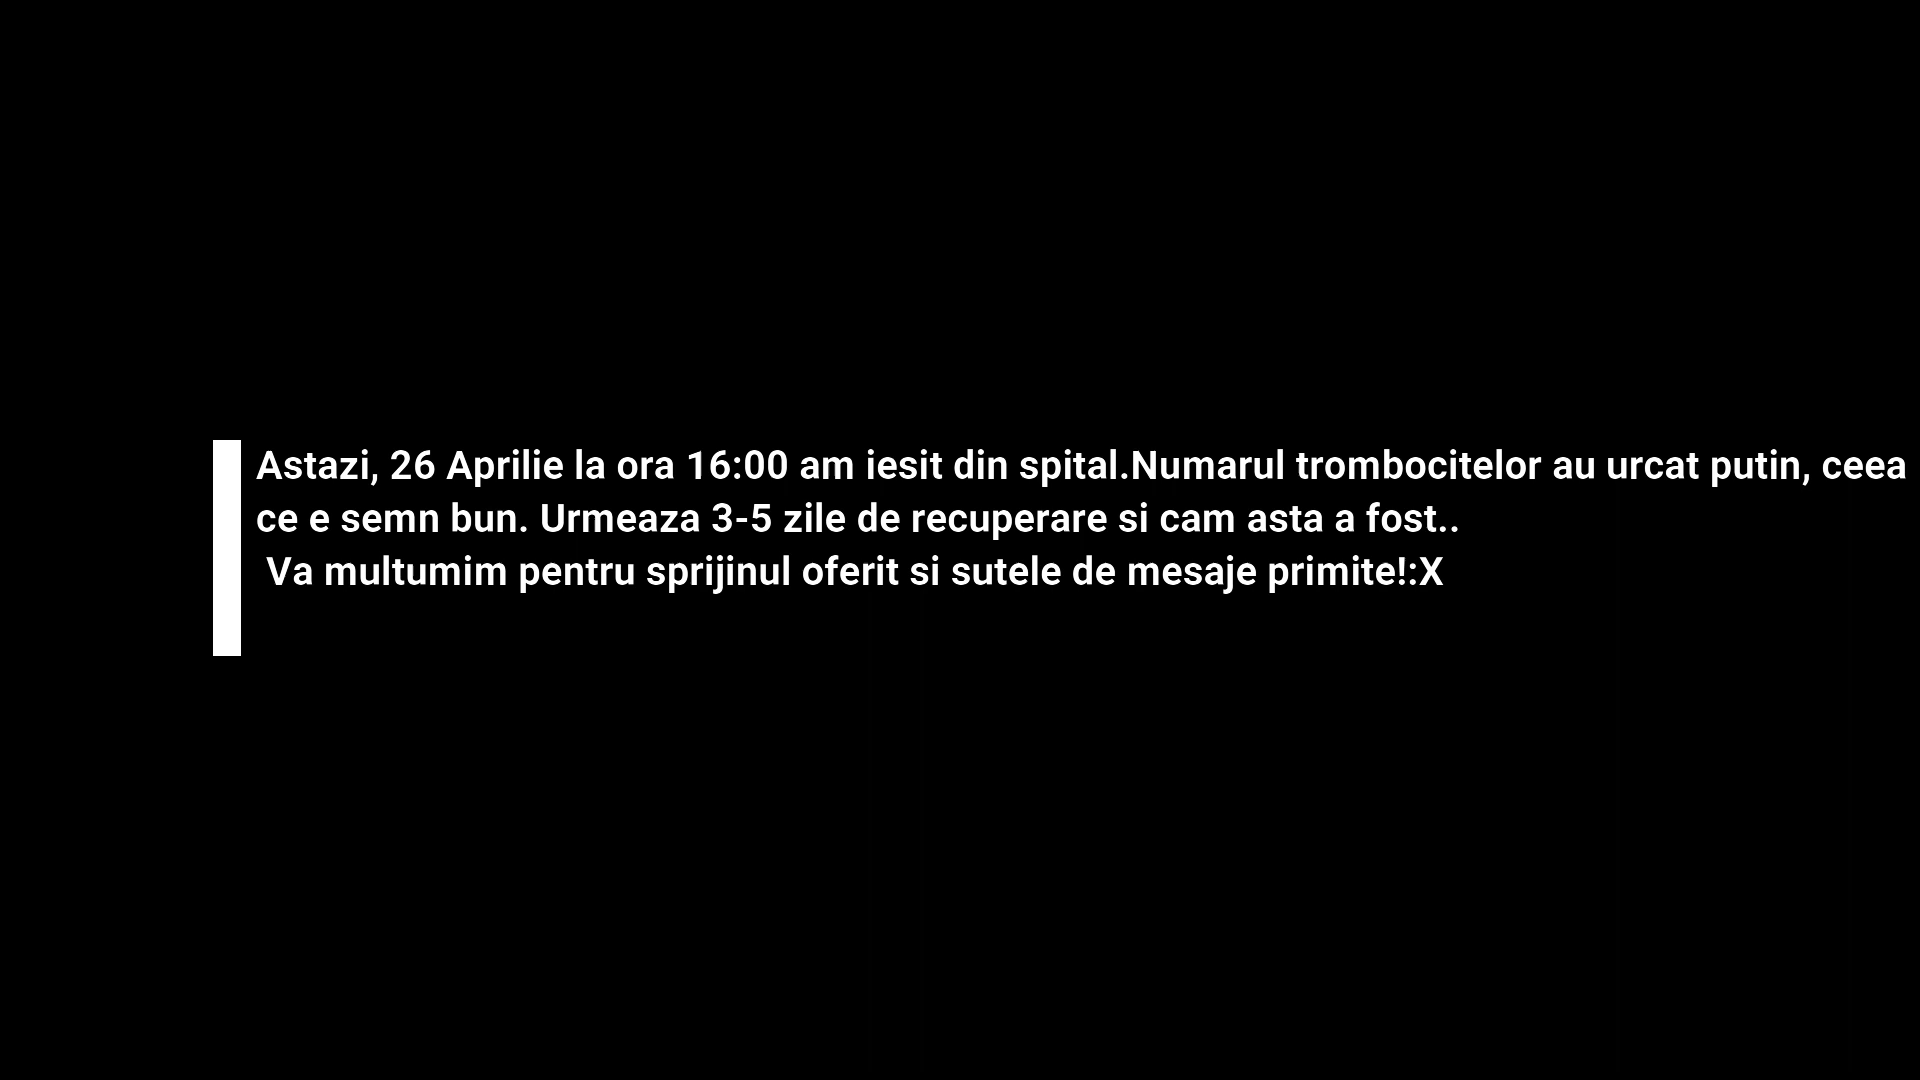 Astazi, 26 Aprilie la ora 16:00 am iesit din spital.Numarul trombocitelor au urcat putin, ceea
ce e semn bun. Urmeaza 3-5 zile de recuperare si cam asta a fost..
Va multumim pentru sprijinul oferit si sutele de mesaje primite!:X